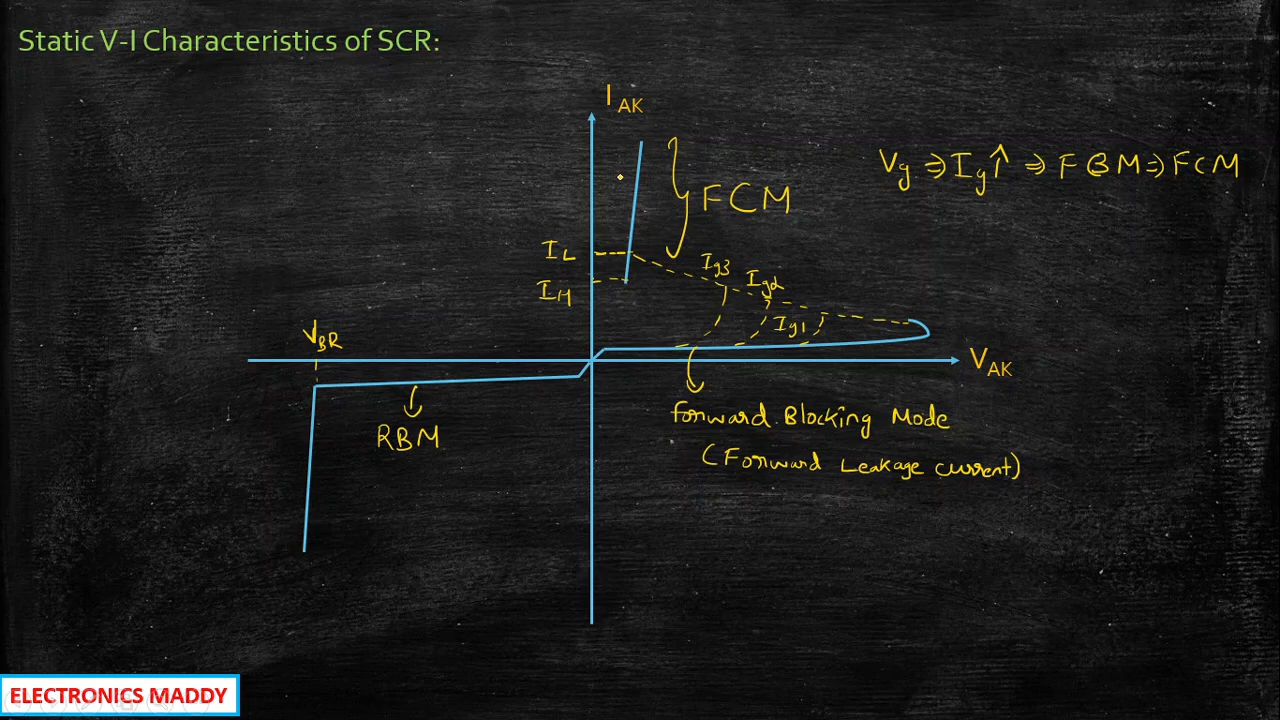 Static V-I Characteristics of SCR:
I AK
Vg ⇒ Ig↑ ⇒ FBM ⇒ FCM
FCM
IL
Ig3
Ig2
IH
Ig1
VBR
VAK
RBM
Forward Blocking Mode
(Forward Leakage current)
ELECTRONICS MADDY